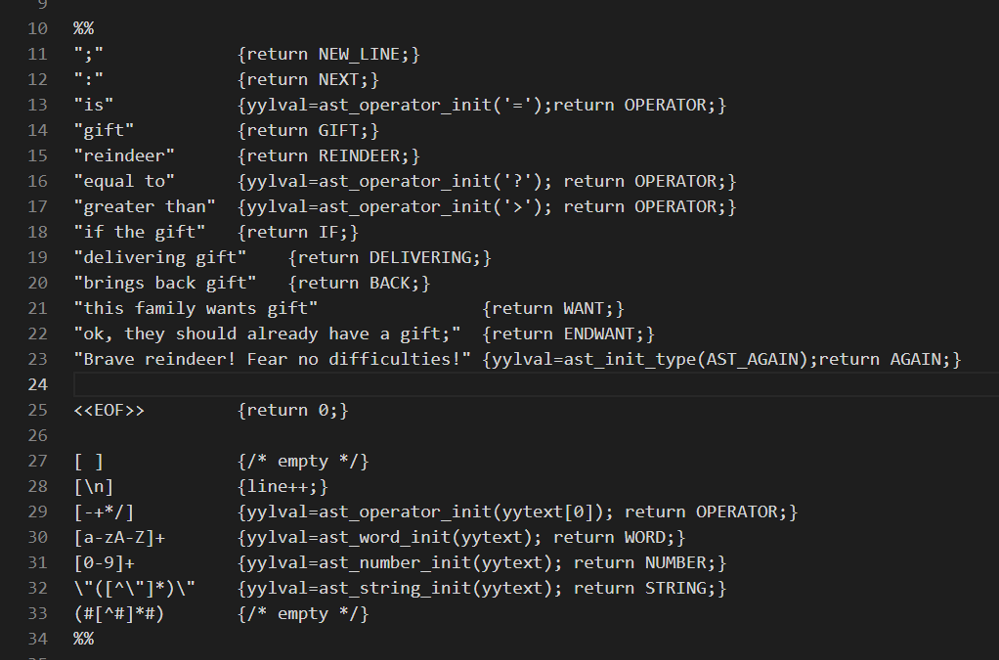 9
10 %%
11 ";" {return NEW_LINE;}
12 ":" {return NEXT;}
13 "is" {yylval=ast_operator_init('=');return OPERATOR;}
14 "gift" {return GIFT;}
15 "reindeer" {return REINDEER;}
16 "equal to" {yylval=ast_operator_init('?'); return OPERATOR;}
17 "greater than" {yylval=ast_operator_init('>'); return OPERATOR;}
18 "if the gift" {return IF;}
19 "delivering gift" {return DELIVERING;}
20 "brings back gift" {return BACK;}
21 "this family wants gift" {return WANT;}
22 "ok, they should already have a gift;" {return ENDWANT;}
23 "Brave reindeer! Fear no difficulties!" {yylval=ast_init_type(AST_AGAIN);return AGAIN;}
24
25 <<EOF>> {return 0;}
26
27 [ ] {/* empty */}
28 [\n] {line++;}
29 [-+*/] {yylval=ast_operator_init(yytext[0]); return OPERATOR;}
30 [a-zA-Z]+ {yylval=ast_word_init(yytext); return WORD;}
31 [0-9]+ {yylval=ast_number_init(yytext); return NUMBER;}
32 \"([^\"]*)\" {yylval=ast_string_init(yytext); return STRING;}
33 (#[^#]*#) {/* empty */}
34 %%